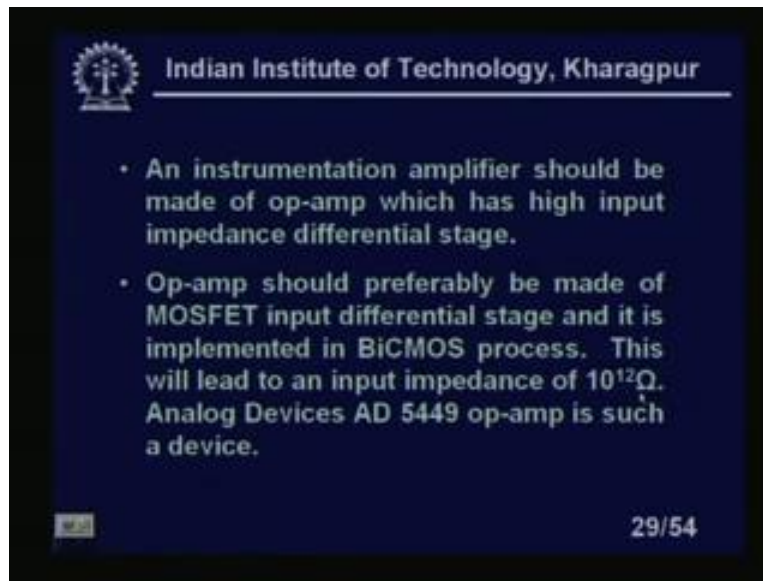 Indian Institute of Technology, Kharagpur
• An instrumentation amplifier should be
made of op-amp which has high input
impedance differential stage.
• Op-amp should preferably be made of
MOSFET input differential stage and it is
implemented in BiCMOS process. This
will lead to an input impedance of 10¹²Ω.
Analog Devices AD 5449 op-amp is such
a device.
29/54